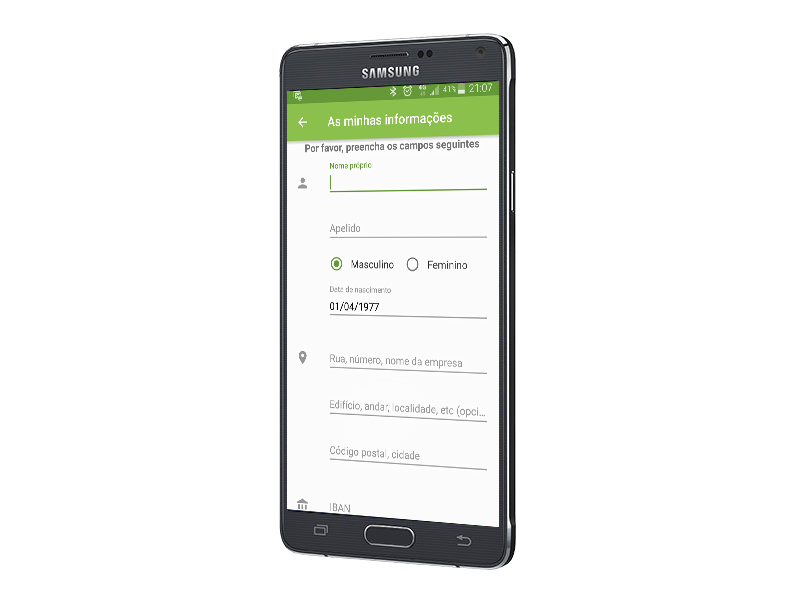 SAMSUNG
41% 21:07
As minhas informações
Por favor, preencha os campos seguintes
Nome próprio
Apelido
Masculino Feminino
Data de nascimento
01/04/1977
Rua, número, nome da empresa
Edifício, andar, localidade, etc (opci...
Código postal, cidade
IBAN